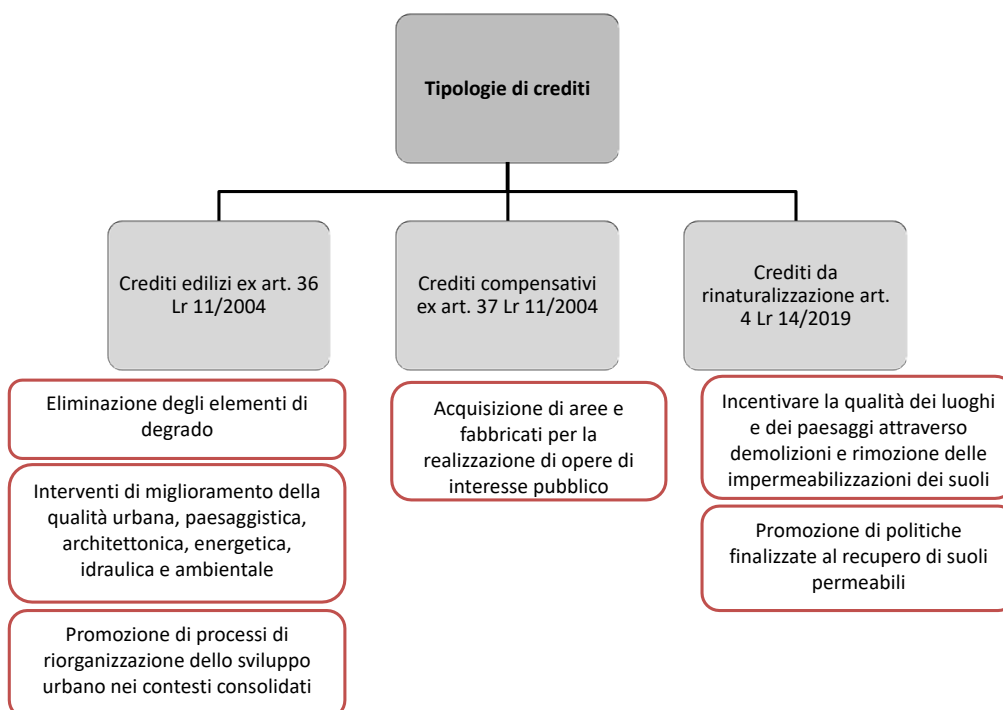 Tipologie di crediti
Crediti edilizi ex art. 36
Lr 11/2004
Crediti compensativi
ex art. 37 Lr 11/2004
Crediti da
rinaturalizzazione art.
4 Lr 14/2019
Eliminazione degli elementi di
degrado
Interventi di miglioramento della
qualità urbana, paesaggistica,
architettonica, energetica,
idraulica e ambientale
Promozione di processi di
riorganizzazione dello sviluppo
urbano nei contesti consolidati
Acquisizione di aree e
fabbricati per la
realizzazione di opere di
interesse pubblico
Incentivare la qualità dei luoghi
e dei paesaggi attraverso
demolizioni e rimozione delle
impermeabilizzazioni dei suoli
Promozione di politiche
finalizzate al recupero di suoli
permeabili